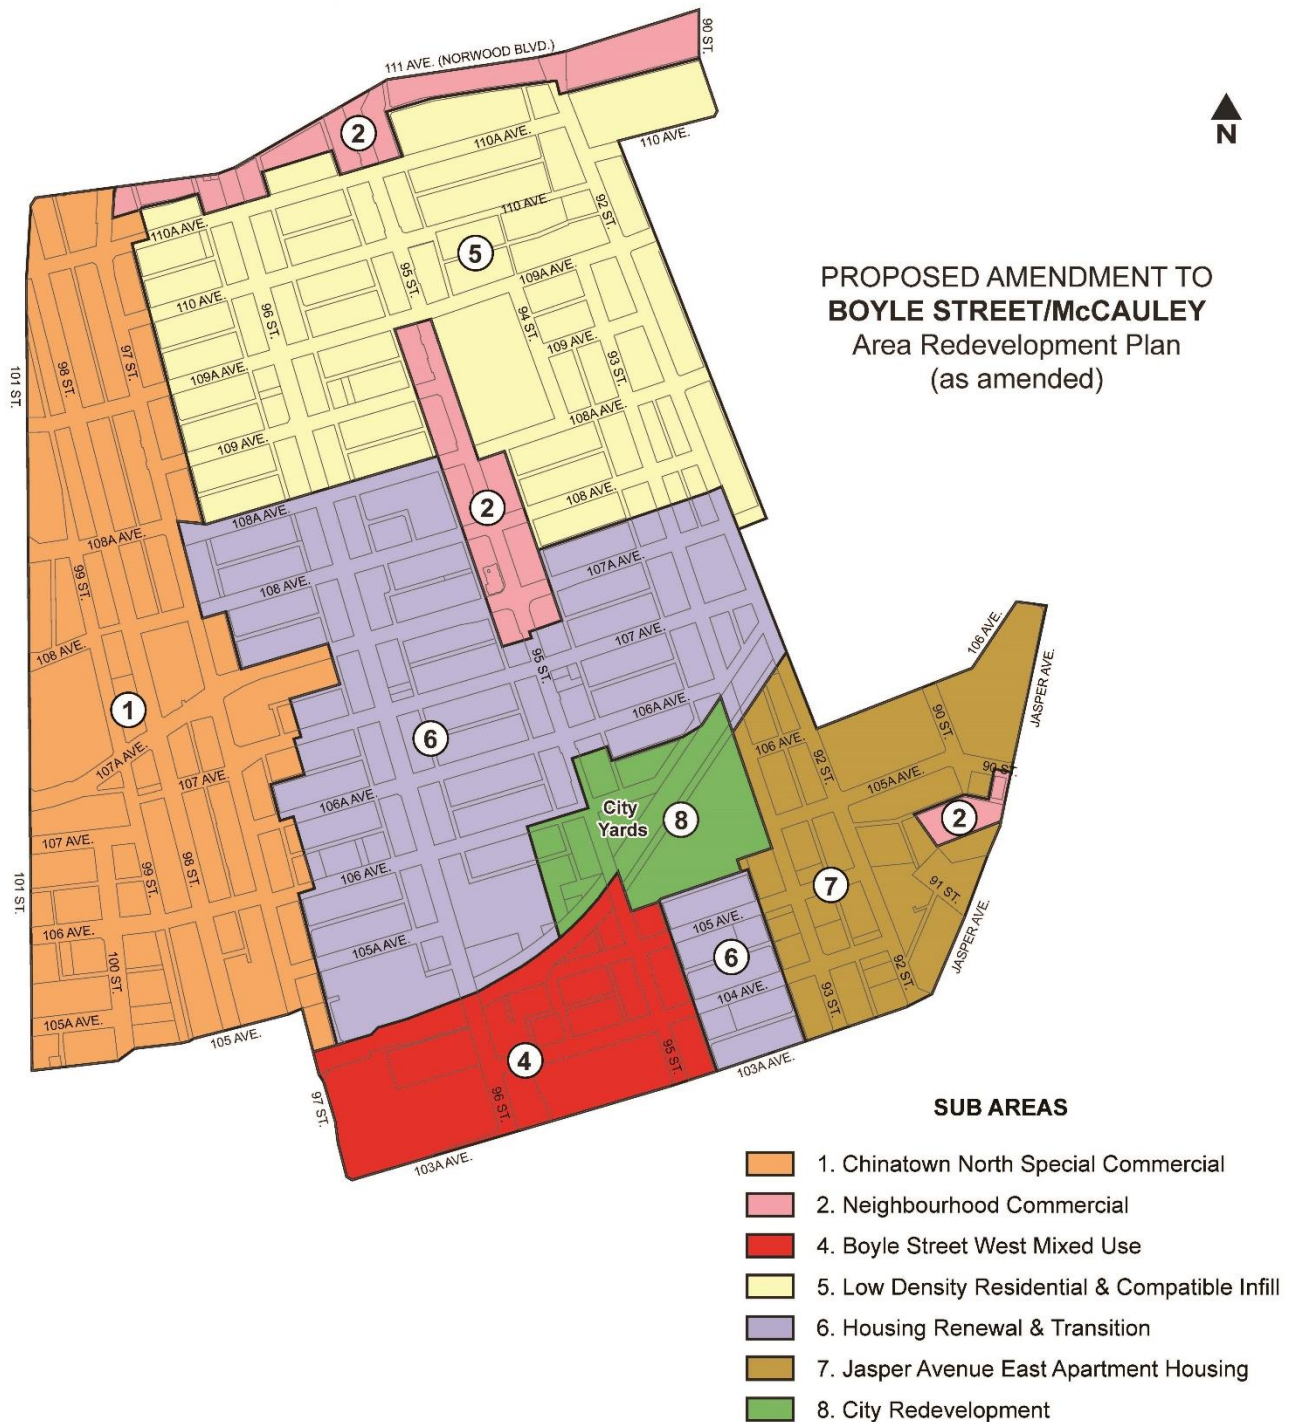 111 AVE. (NORWOOD BLVD.)
90 ST.
2
N
110A AVE.
110 AVE.
110A AVE.
110 AVE.
92 ST.
5
PROPOSED AMENDMENT TO
BOYLE STREET/McCAULEY
Area Redevelopment Plan
(as amended)
95 ST.
109A AVE.
110 AVE.
96 ST.
94 ST.
97 ST.
98 ST.
101 ST.
109 AVE.
93 ST.
109A AVE.
108A AVE.
109 AVE.
108 AVE.
2
108A AVE.
108A AVE.
99 ST.
107A AVE.
108 AVE.
107 AVE.
106 AVE.
108 AVE.
95 ST.
JASPER AVE.
1
106A AVE.
90 ST.
6
106 AVE.
107A AVE.
92 ST.
107 AVE.
105A AVE.
90 ST.
106A AVE.
City
Yards
8
2
107 AVE.
99 ST.
98 ST.
106 AVE.
7
91 ST.
101 ST.
105 AVE.
106 AVE.
105A AVE.
JASPER AVE.
6
100 ST.
92 ST.
104 AVE.
93 ST.
105A AVE.
105 AVE.
4
95 ST.
103A AVE.
97 ST.
96 ST.
103A AVE.
SUB AREAS
1. Chinatown North Special Commercial
2. Neighbourhood Commercial
4. Boyle Street West Mixed Use
5. Low Density Residential & Compatible Infill
6. Housing Renewal & Transition
7. Jasper Avenue East Apartment Housing
8. City Redevelopment